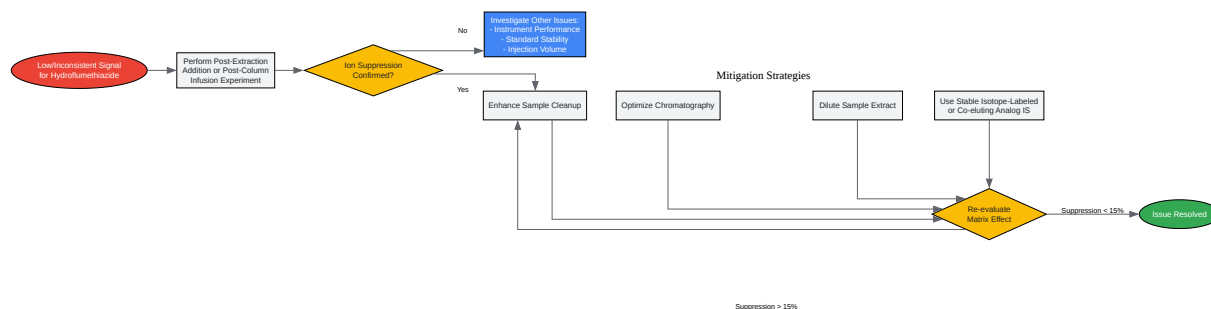 Low/Inconsistent Signal
for Hydroflumethiazide
Perform Post-Extraction
Addition or Post-Column
Infusion Experiment
Ion Suppression
Confirmed?
No
Yes
Investigate Other Issues:
- Instrument Performance
- Standard Stability
- Injection Volume
Mitigation Strategies
Enhance Sample Cleanup
Optimize Chromatography
Dilute Sample Extract
Use Stable Isotope-Labeled
or Co-eluting Analog IS
Re-evaluate
Matrix Effect
Suppression < 15%
Issue Resolved
Suppression > 15%